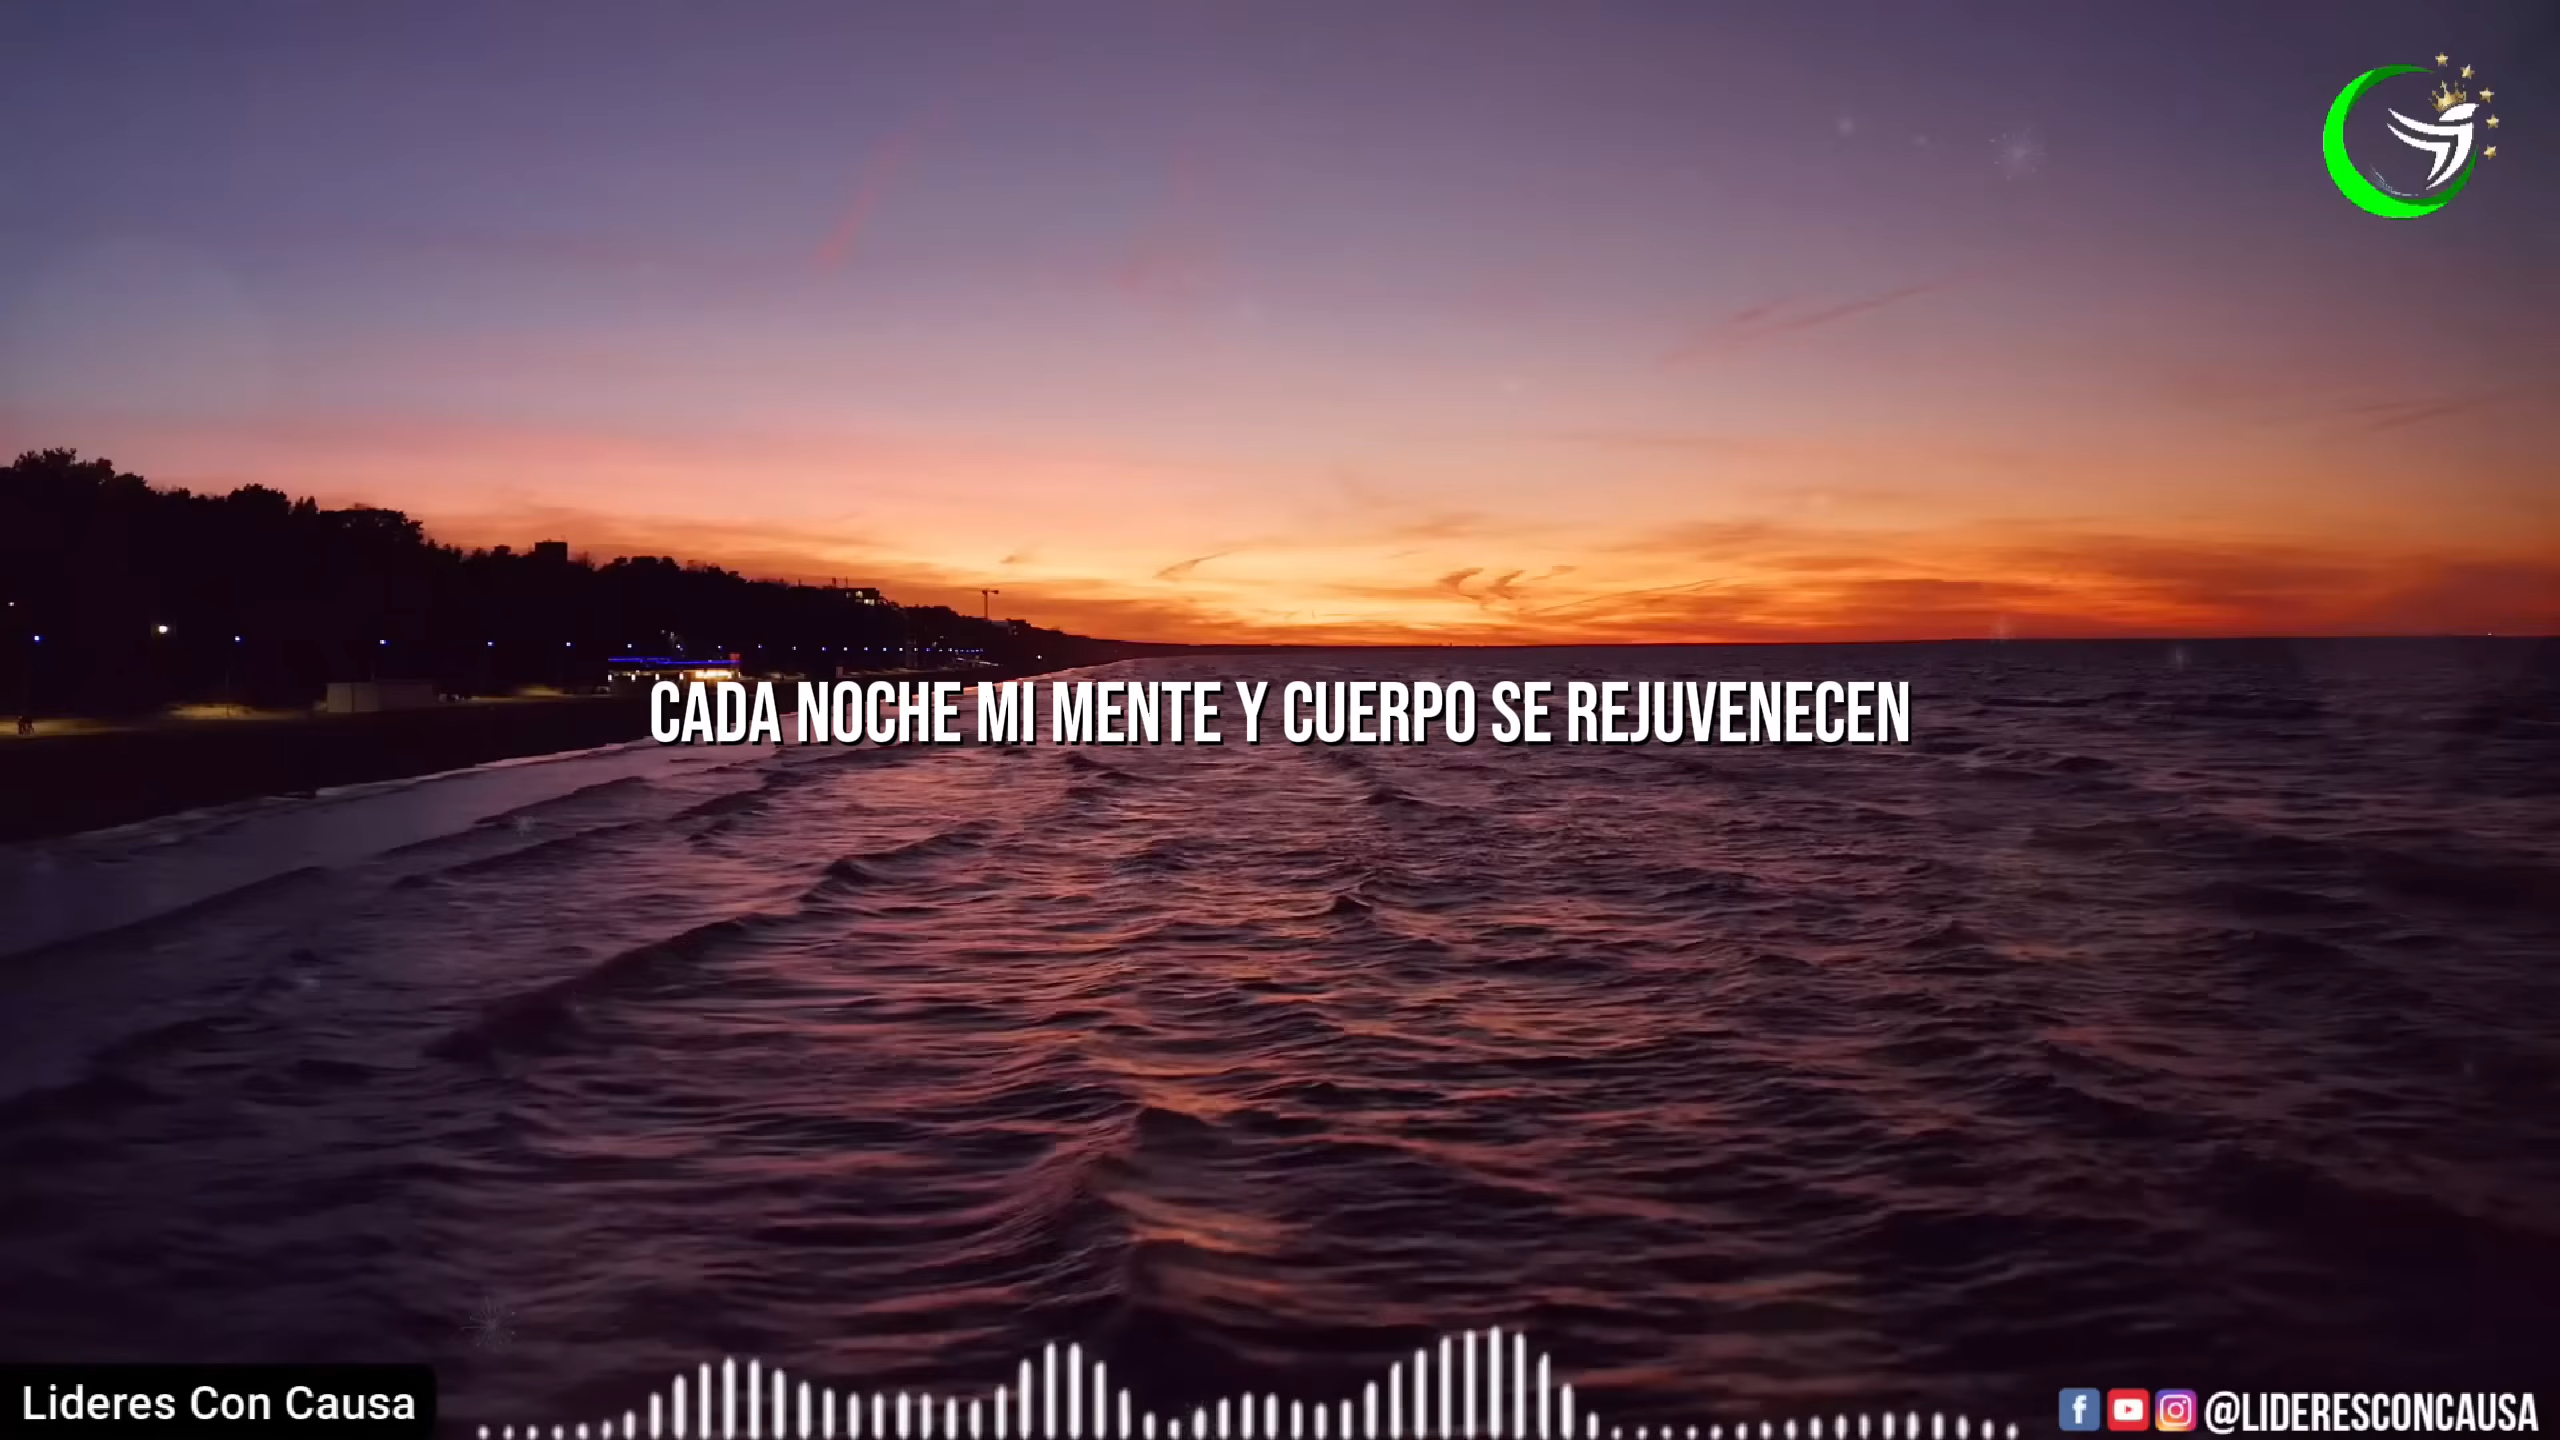 CADA NOCHE MI MENTE Y CUERPO SE REJUVENECEN
Lideres Con Causa
@LIDERESCONCAUSA